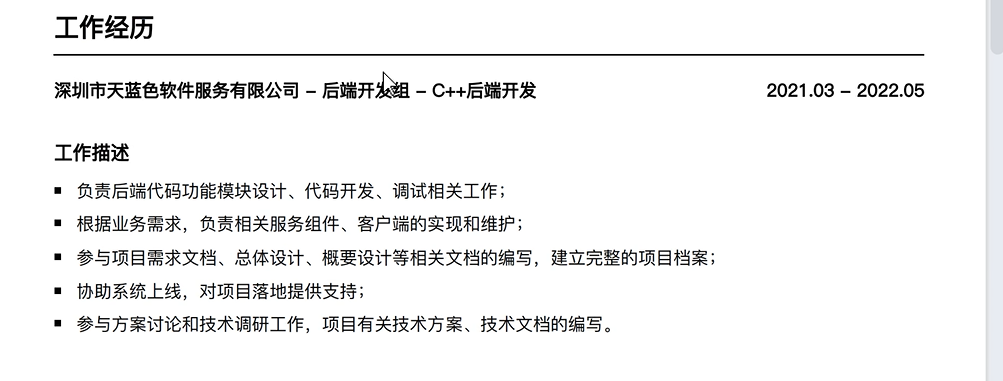 工作经历
深圳市天蓝色软件服务有限公司 – 后端开发组 – C++后端开发 2021.03 – 2022.05
工作描述
▪ 负责后端代码功能模块设计、代码开发、调试相关工作；
▪ 根据业务需求，负责相关服务组件、客户端的实现和维护；
▪ 参与项目需求文档、总体设计、概要设计等相关文档的编写，建立完整的项目档案；
▪ 协助系统上线，对项目落地提供支持；
▪ 参与方案讨论和技术调研工作，项目有关技术方案、技术文档的编写。